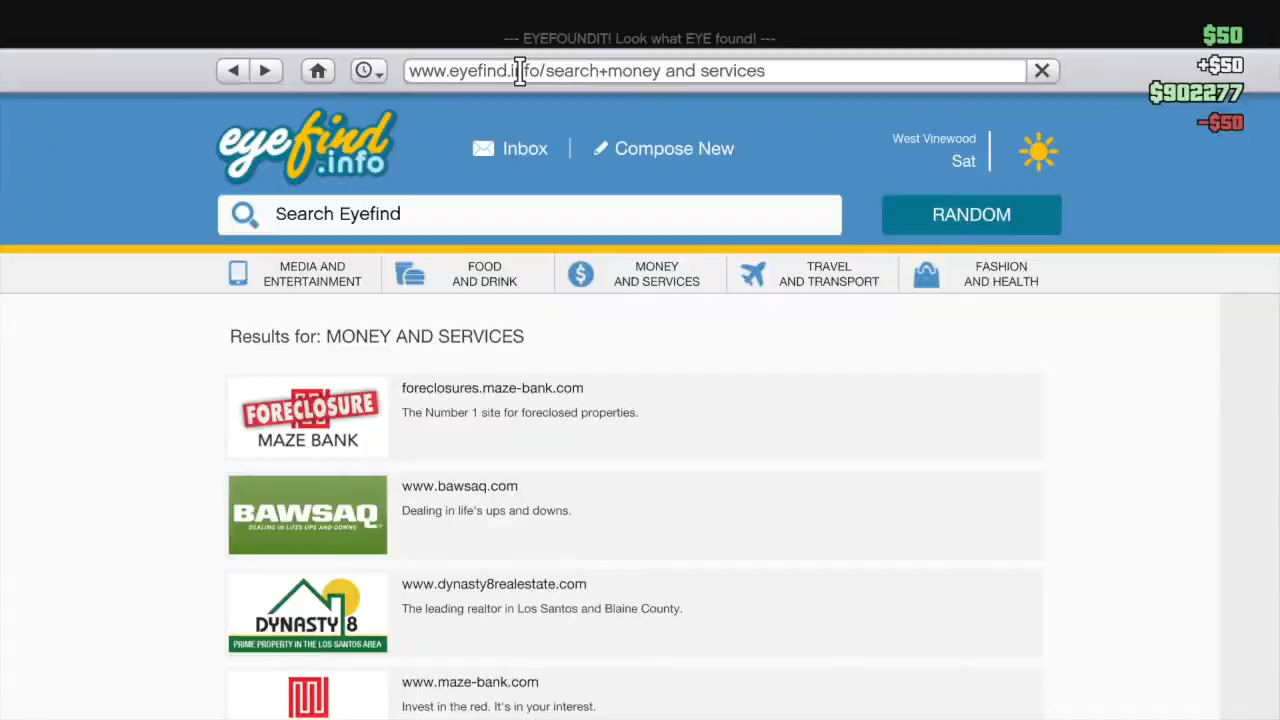 --- EYEFOUNDIT! Look what EYE found! ---
$50
+$50
$902277
-$50
www.eyefind.info/search+money and services
eyefind.info
Inbox
Compose New
West Vinewood
Sat
Search Eyefind
RANDOM
MEDIA AND
ENTERTAINMENT
FOOD
AND DRINK
MONEY
AND SERVICES
TRAVEL
AND TRANSPORT
FASHION
AND HEALTH
Results for: MONEY AND SERVICES
FORECLOSURE
MAZE BANK
foreclosures.maze-bank.com
The Number 1 site for foreclosed properties.
BAWSAQ
DEALING IN LIFE'S UPS AND DOWNS
www.bawsaq.com
Dealing in life's ups and downs.
DYNASTY 8
PRIME PROPERTY IN THE LOS SANTOS AREA
www.dynasty8realestate.com
The leading realtor in Los Santos and Blaine County.
www.maze-bank.com
Invest in the red. It's in your interest.